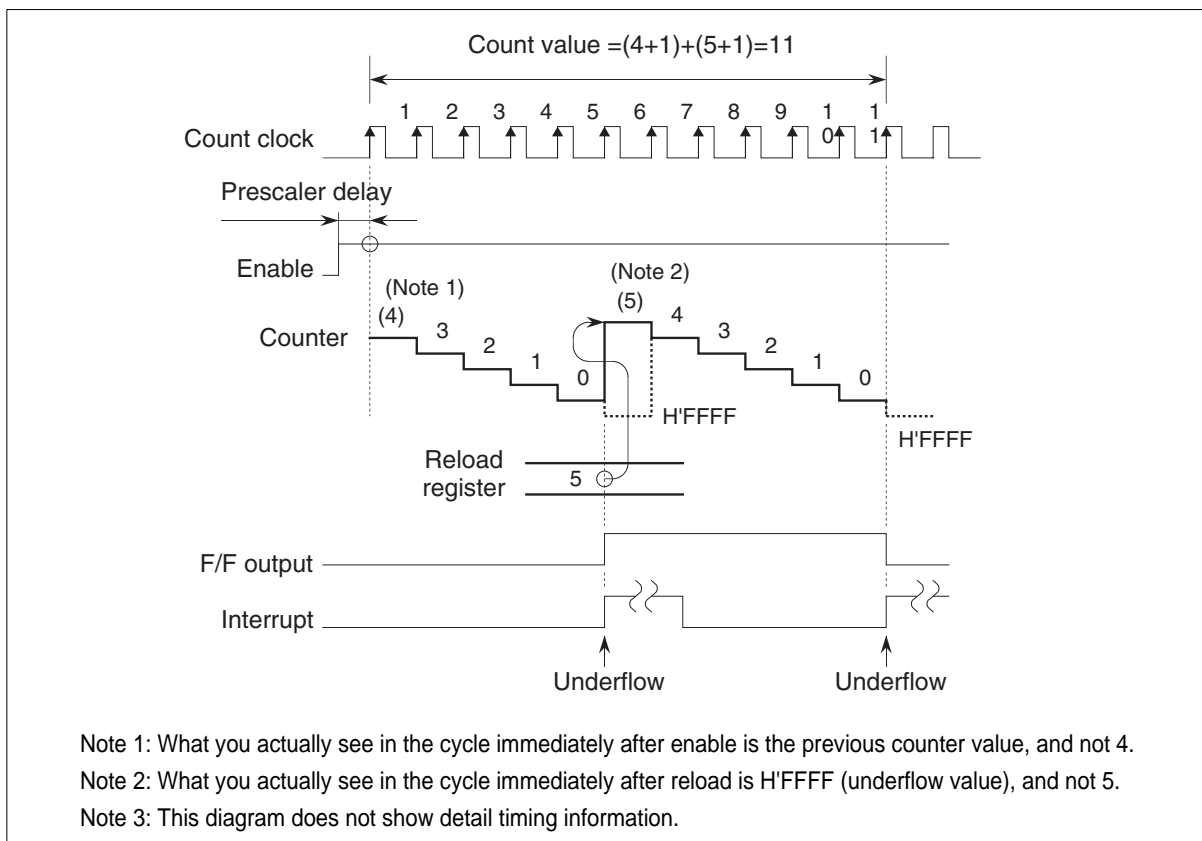 Count value =(4+1)+(5+1)=11
1 2 3 4 5 6 7 8 9 10 11
Count clock
Prescaler delay
Enable
(Note 1)
(Note 2)
(4)
(5)
Counter
3 2 1 0
4 3 2 1 0
H'FFFF
H'FFFF
Reload
register
5
F/F output
Interrupt
Underflow
Underflow
Note 1: What you actually see in the cycle immediately after enable is the previous counter value, and not 4.
Note 2: What you actually see in the cycle immediately after reload is H'FFFF (underflow value), and not 5.
Note 3: This diagram does not show detail timing information.